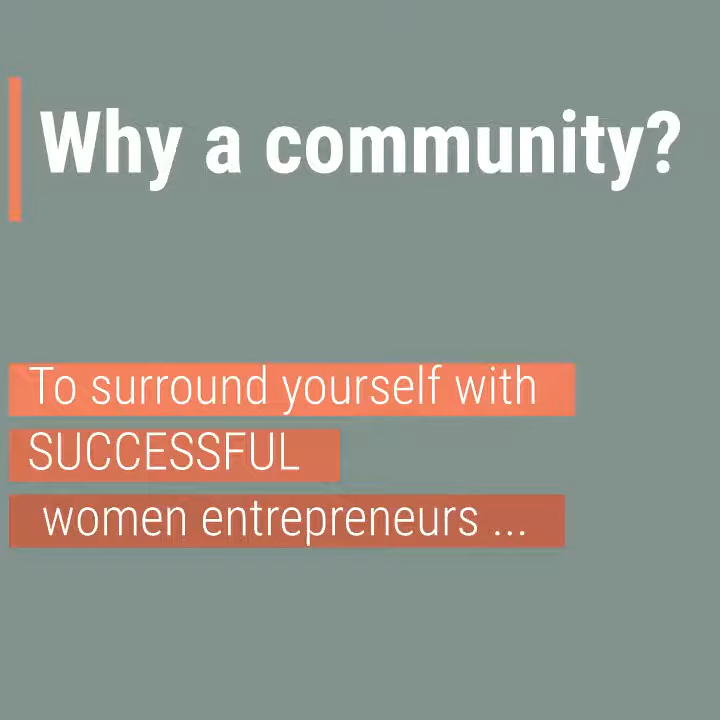 Why a community?
To surround yourself with
SUCCESSFUL
women entrepreneurs ...